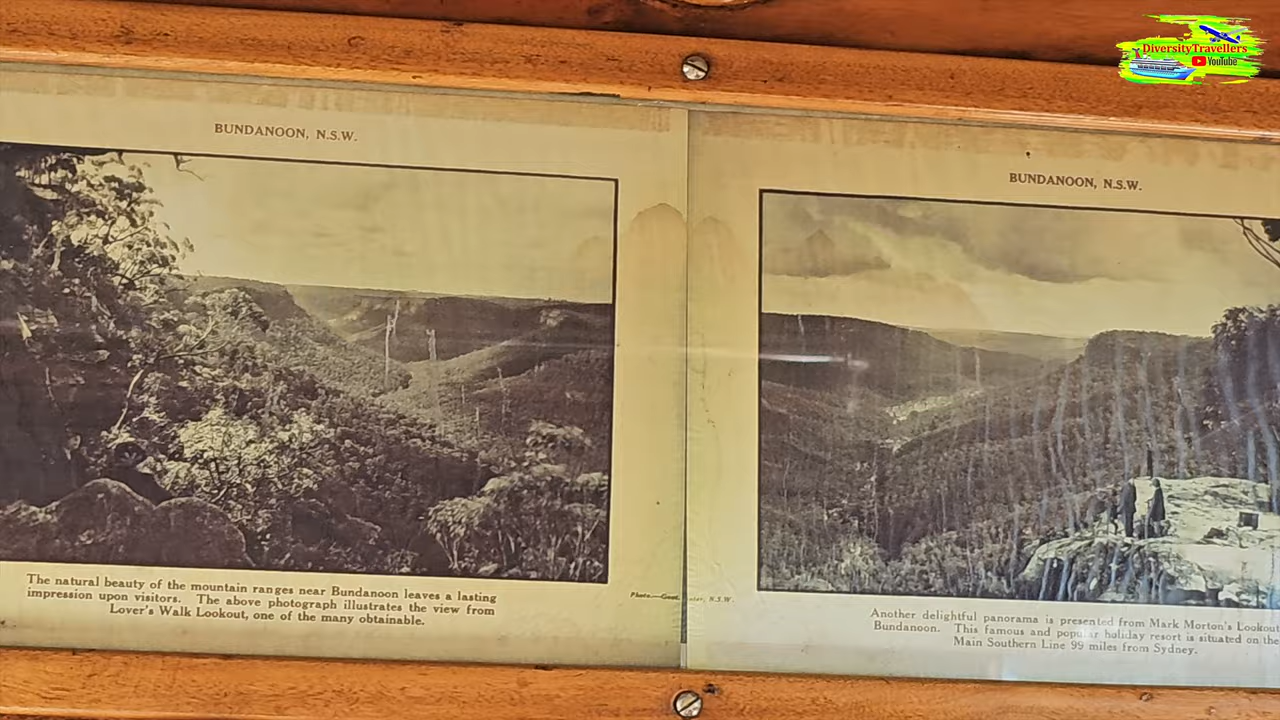 DiversityTravellers
YouTube
BUNDANOON, N.S.W.
The natural beauty of the mountain ranges near Bundanoon leaves a lasting
impression upon visitors. The above photograph illustrates the view from
Lover's Walk Lookout, one of the many obtainable.
BUNDANOON, N.S.W.
Another delightful panorama is presented from Mark Morton's Lookout
Bundanoon. This famous and popular holiday resort is situated on the
Main Southern Line 99 miles from Sydney.
Photo.—Govt. N.S.W.